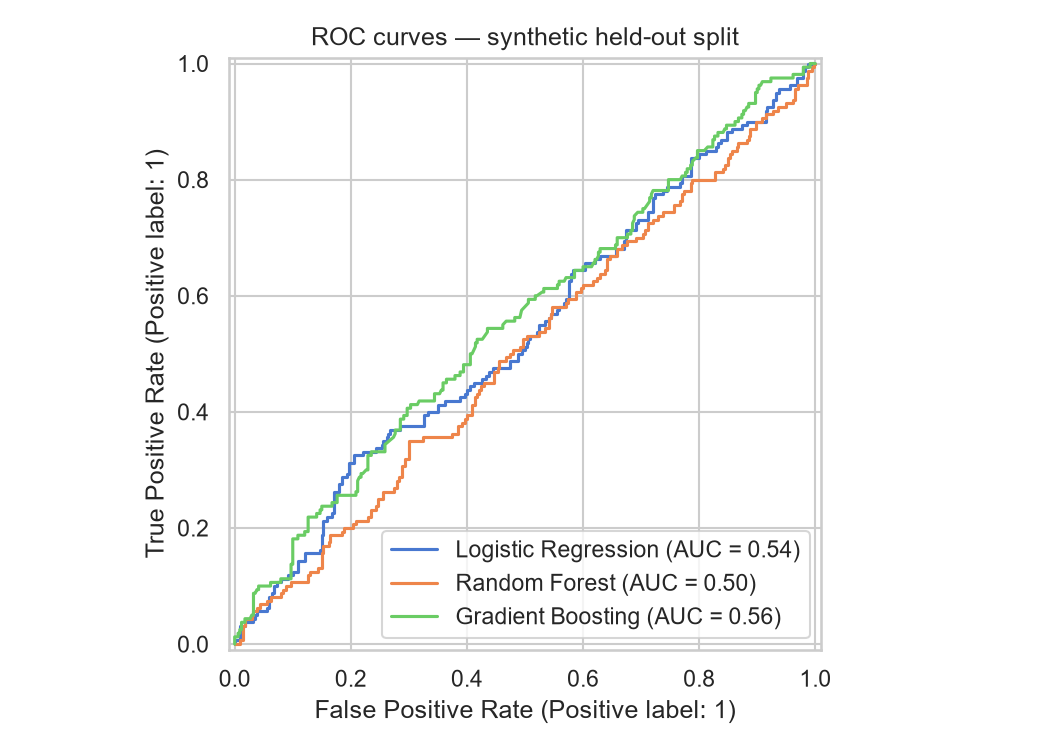 ROC curves — synthetic held-out split
1.0
0.8
0.6
0.4
0.2
0.0
True Positive Rate (Positive label: 1)
Logistic Regression (AUC = 0.54)
Random Forest (AUC = 0.50)
Gradient Boosting (AUC = 0.56)
0.0 0.2 0.4 0.6 0.8 1.0
False Positive Rate (Positive label: 1)